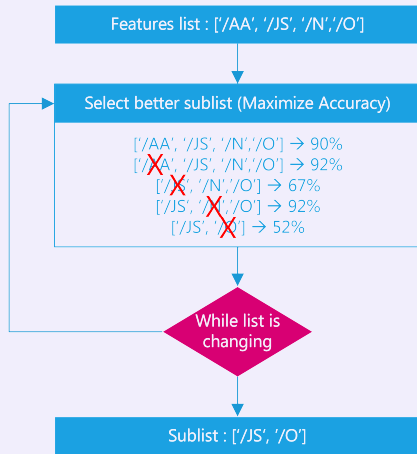 Features list : ['/AA', '/JS', '/N','/O']
Select better sublist (Maximize Accuracy)
['/AA', '/JS', '/N','/O'] → 90%
['/AA', '/JS', '/N','/O'] → 92%
['/JS', '/N','/O'] → 67%
['/JS', '/N','/O'] → 92%
['/JS', '/O'] → 52%
While list is
changing
Sublist : ['/JS', '/O']